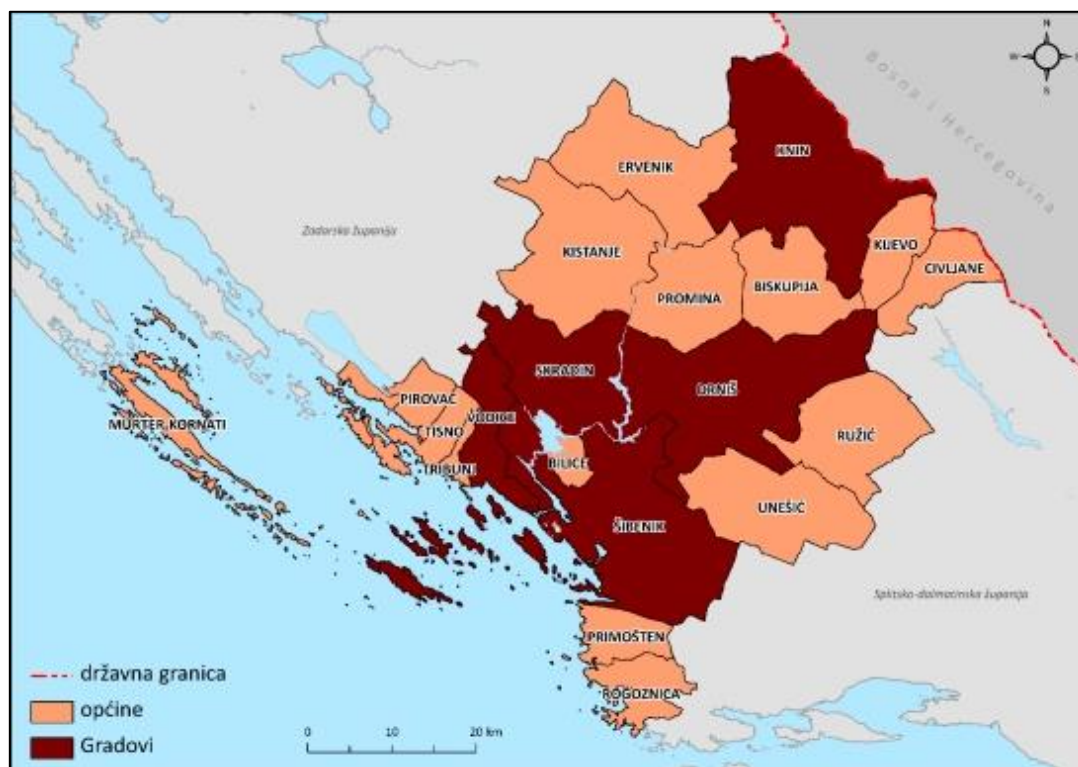 N
W
E
S
Bosna i Hercegovina
KNIN
ERVENIK
Zadarska županija
KISTANJE
KIJEVO
CIVLJANE
PROMINA
BISKUPIJA
SKRADIN
DRNIŠ
PIROVAC
VODICE
MURTER-KORNATI
TISNO
RUŽIĆ
TRIBUNJ
BILICE
UNEŠIĆ
ŠIBENIK
Splitsko-dalmatinska županija
PRIMOŠTEN
ROGOZNICA
državna granica
općine
Gradovi
0 10 20 km